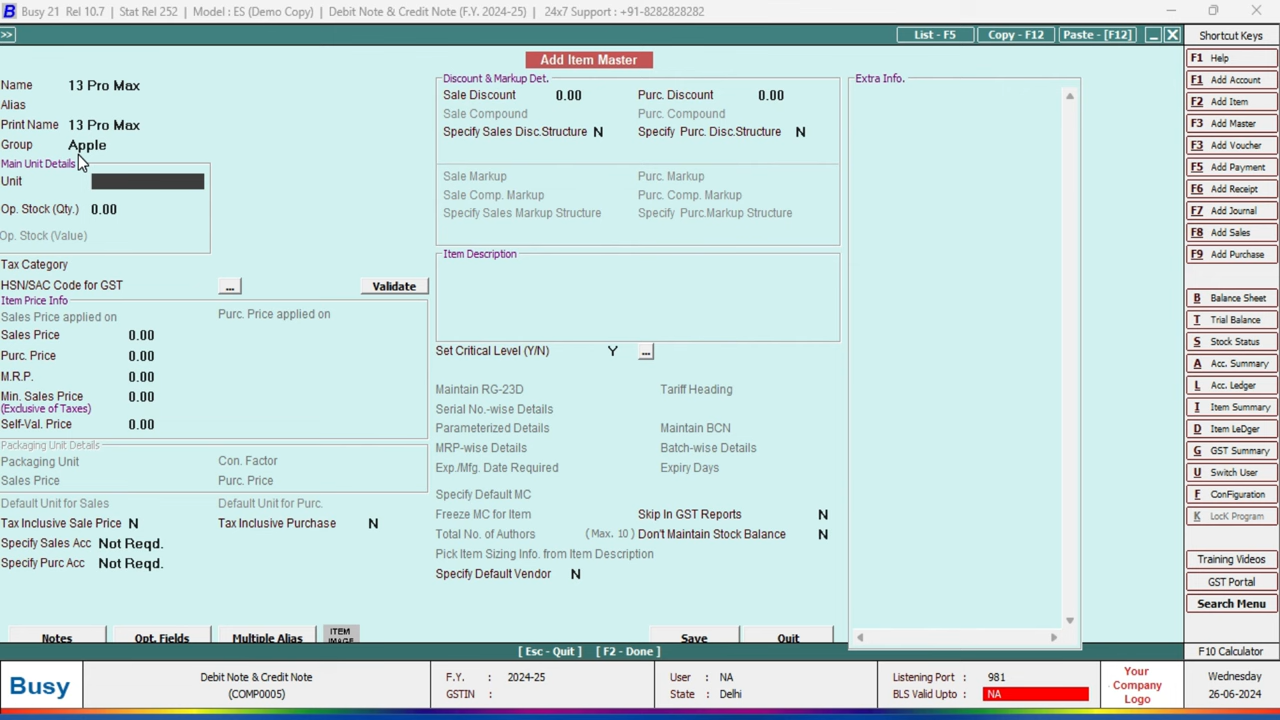 Busy 21 Rel 10.7 | Stat Rel 252 | Model : ES (Demo Copy) | Debit Note & Credit Note (F.Y. 2024-25) | 24x7 Support : +91-8282828282
>> List - F5 Copy - F12 Paste - [F12] Shortcut Keys
Add Item Master
Name 13 Pro Max
Alias
Print Name 13 Pro Max
Group Apple
Main Unit Details
Unit
Op. Stock (Qty.) 0.00
Op. Stock (Value)
Tax Category
HSN/SAC Code for GST ... Validate
Item Price Info
Sales Price applied on Purc. Price applied on
Sales Price 0.00
Purc. Price 0.00
M.R.P. 0.00
Min. Sales Price 0.00
(Exclusive of Taxes)
Self-Val. Price 0.00
Packaging Unit Details
Packaging Unit Con. Factor
Sales Price Purc. Price
Default Unit for Sales Default Unit for Purc.
Tax Inclusive Sale Price N Tax Inclusive Purchase N
Specify Sales Acc Not Reqd.
Specify Purc Acc Not Reqd.
Notes Opt. Fields Multiple Alias ITEM IMAGE
Discount & Markup Det.
Sale Discount 0.00 Purc. Discount 0.00
Sale Compound Purc. Compound
Specify Sales Disc.Structure N Specify Purc. Disc.Structure N
Sale Markup Purc. Markup
Sale Comp. Markup Purc. Comp. Markup
Specify Sales Markup Structure Specify Purc.Markup Structure
Item Description
Set Critical Level (Y/N) Y ...
Maintain RG-23D Tariff Heading
Serial No.-wise Details
Parameterized Details Maintain BCN
MRP-wise Details Batch-wise Details
Exp./Mfg. Date Required Expiry Days
Specify Default MC
Freeze MC for Item Skip In GST Reports N
Total No. of Authors (Max. 10) Don't Maintain Stock Balance N
Pick Item Sizing Info. from Item Description
Specify Default Vendor N
Save Quit
Extra Info.
F1 Help
F1 Add Account
F2 Add Item
F3 Add Master
F3 Add Voucher
F5 Add Payment
F6 Add Receipt
F7 Add Journal
F8 Add Sales
F9 Add Purchase
B Balance Sheet
T Trial Balance
S Stock Status
A Acc. Summary
L Acc. Ledger
I Item Summary
D Item LeDger
G GST Summary
U Switch User
F ConFiguration
K LocK Program
Training Videos
GST Portal
Search Menu
[ Esc - Quit ] [ F2 - Done ] F10 Calculator
Busy
Debit Note & Credit Note
(COMP0005)
F.Y. : 2024-25
GSTIN :
User : NA
State : Delhi
Listening Port : 981
BLS Valid Upto : NA
Your
Company
Logo
Wednesday
26-06-2024